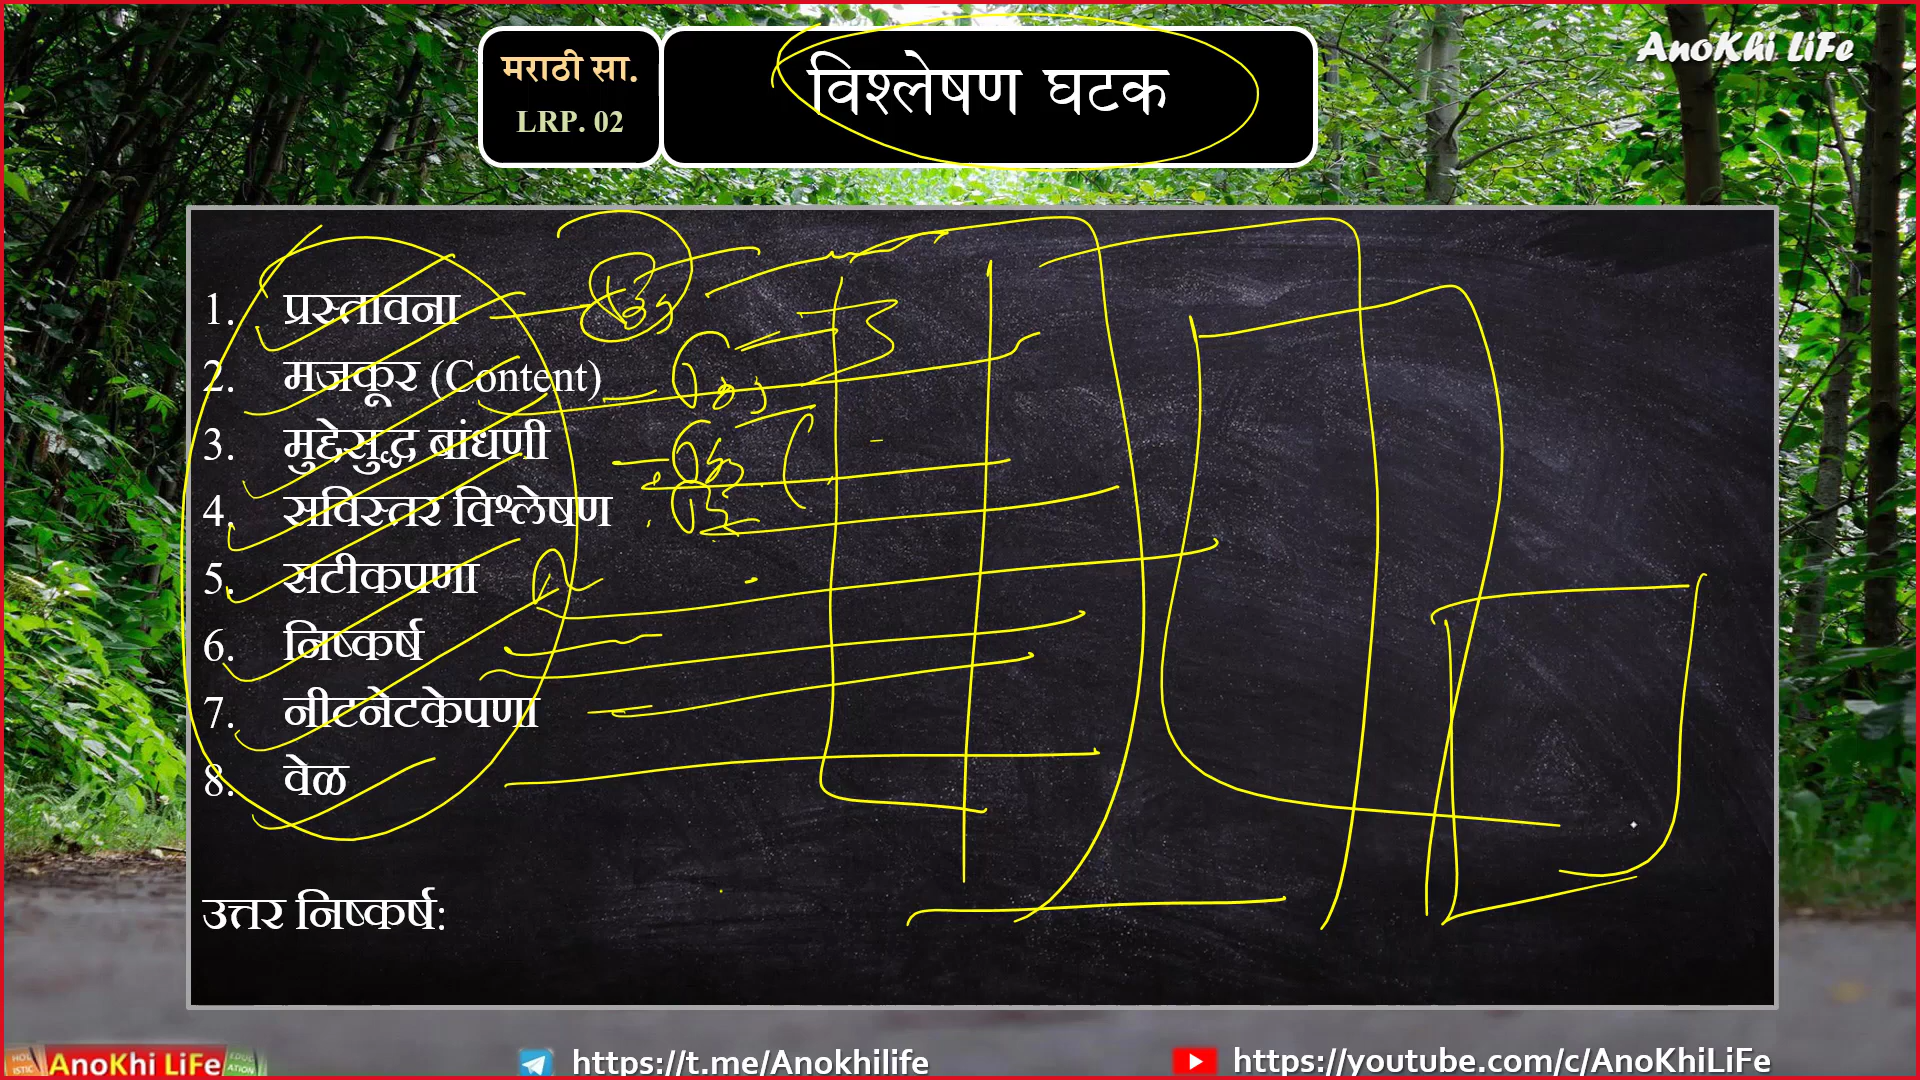 AnoKhi LiFe
मराठी सा.
LRP. 02
विश्लेषण घटक
1. प्रस्तावना
2. मजकूर (Content)
3. मुद्देसुद्ध बांधणी
4. सविस्तर विश्लेषण
5. सटीकपणा
6. निष्कर्ष
7. नीटनेटकेपणा
8. वेळ
उत्तर निष्कर्ष:
HOLISTIC AnoKhi LiFe EDUCATION
https://t.me/Anokhilife
https://youtube.com/c/AnoKhiLiFe